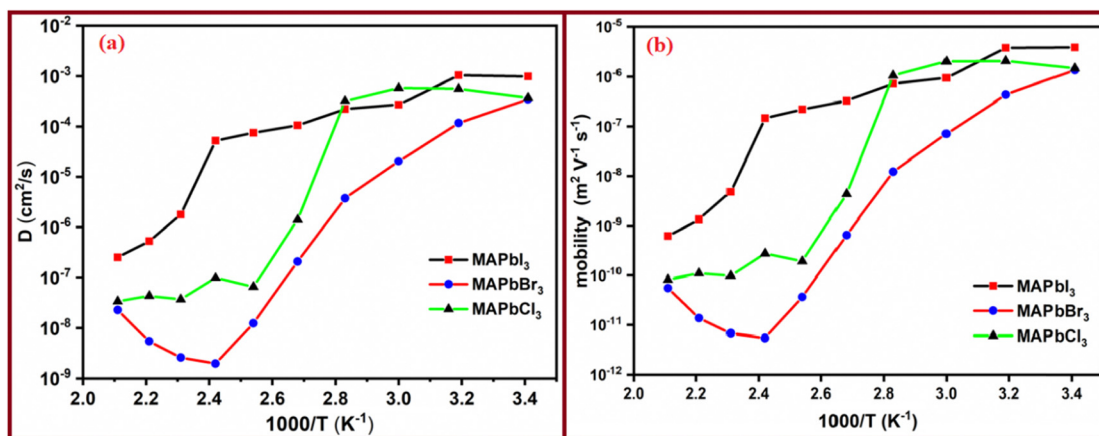 (a)
D (cm²/s)
10⁻²
10⁻³
10⁻⁴
10⁻⁵
10⁻⁶
10⁻⁷
10⁻⁸
10⁻⁹
MAPbI₃
MAPbBr₃
MAPbCl₃
2.0 2.2 2.4 2.6 2.8 3.0 3.2 3.4
1000/T (K⁻¹)
(b)
mobility (m² V⁻¹ s⁻¹)
10⁻⁵
10⁻⁶
10⁻⁷
10⁻⁸
10⁻⁹
10⁻¹⁰
10⁻¹¹
10⁻¹²
MAPbI₃
MAPbBr₃
MAPbCl₃
2.0 2.2 2.4 2.6 2.8 3.0 3.2 3.4
1000/T (K⁻¹)